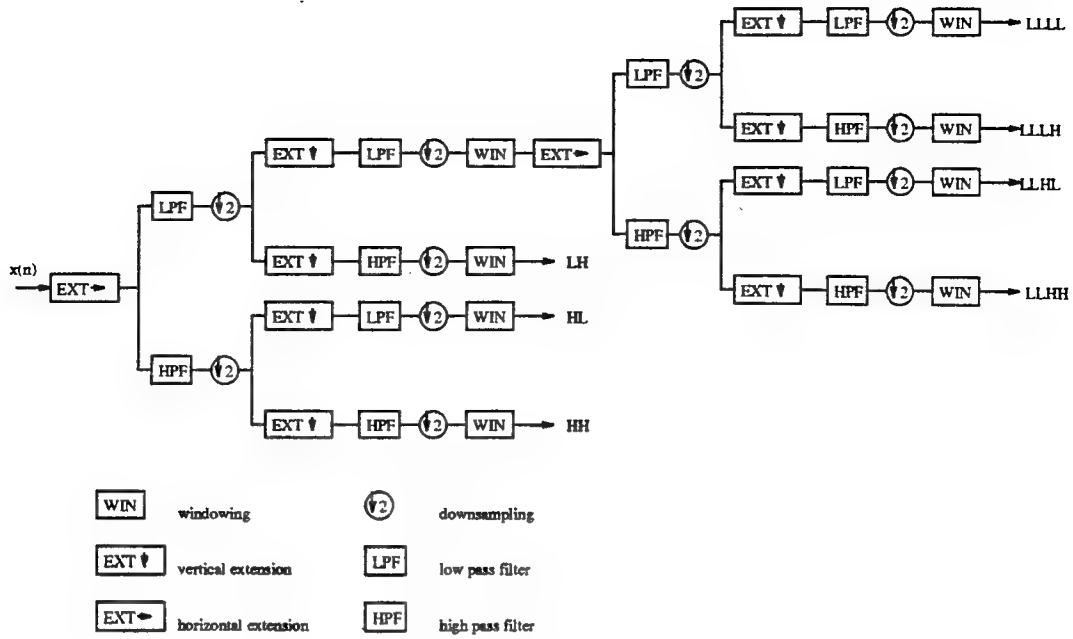 EXT LPF 2 WIN LLLL
LPF 2
EXT HPF 2 WIN LLLH
EXT LPF 2 WIN EXT
EXT LPF 2 WIN LLHL
LPF 2
HPF 2
EXT HPF 2 WIN LH
x(n)
EXT
EXT HPF 2 WIN LLHH
EXT LPF 2 WIN HL
HPF 2
EXT HPF 2 WIN HH
WIN windowing 2 downsampling
EXT vertical extension LPF low pass filter
EXT horizontal extension HPF high pass filter